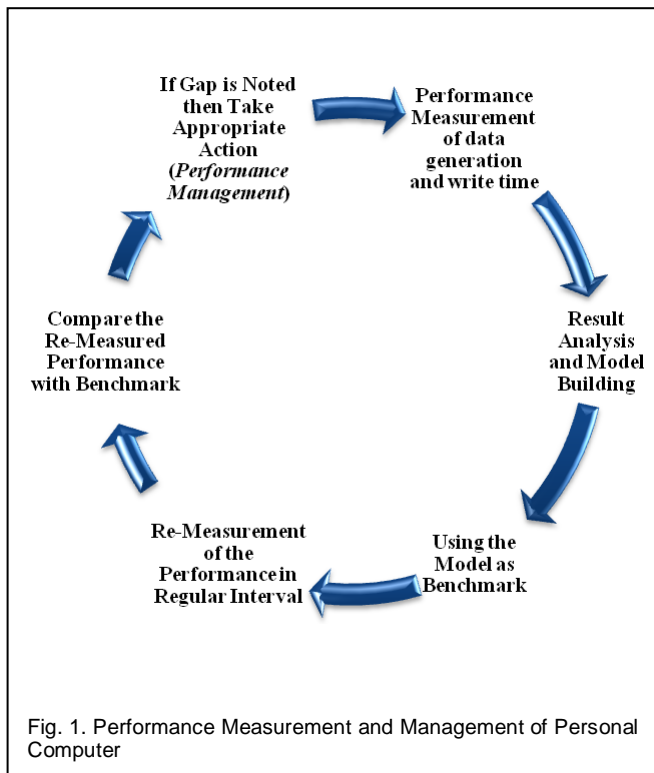 If Gap is Noted
then Take
Appropriate
Action
(Performance
Management)
Performance
Measurement
of data
generation
and write time
Result
Analysis
and Model
Building
Using the
Model as
Benchmark
Re-Measurement
of the
Performance in
Regular Interval
Compare the
Re-Measured
Performance
with Benchmark
Fig. 1. Performance Measurement and Management of Personal
Computer